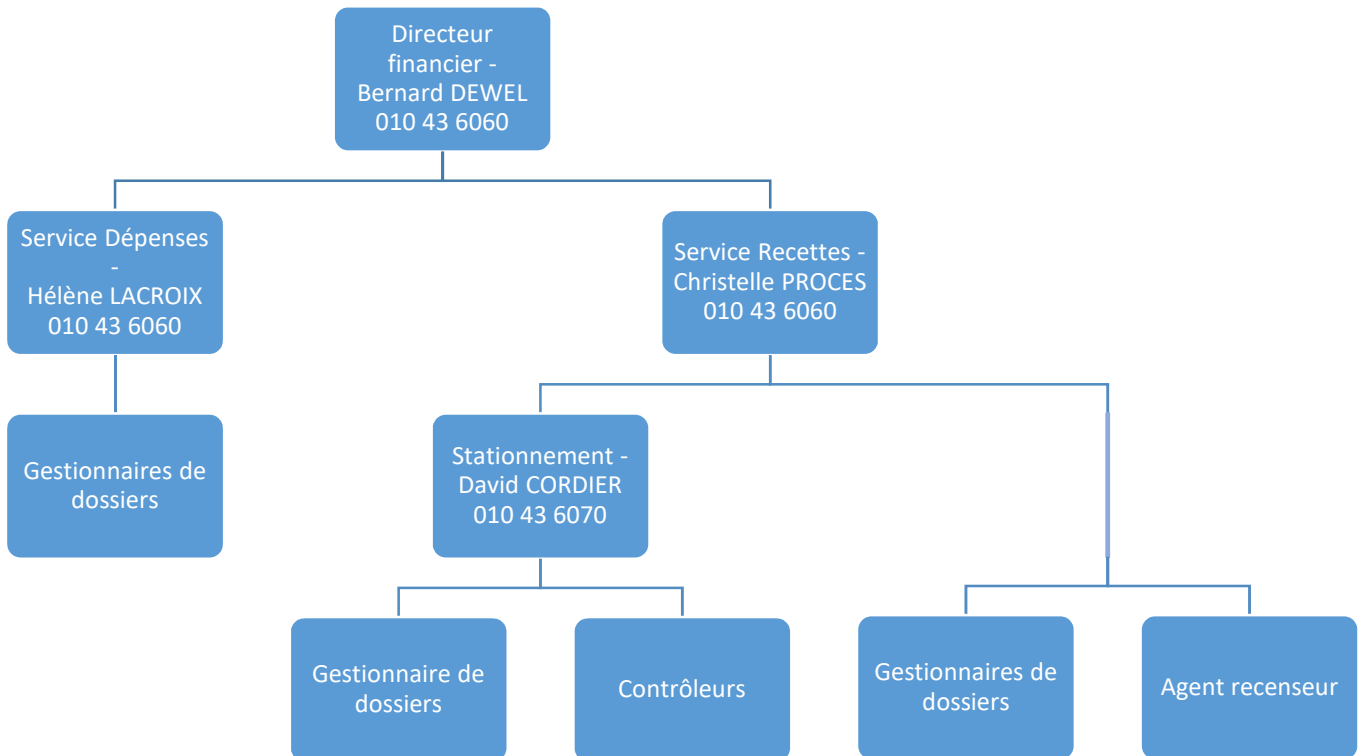 Directeur
financier -
Bernard DEWEL
010 43 6060
Service Dépenses
-
Hélène LACROIX
010 43 6060
Service Recettes -
Christelle PROCES
010 43 6060
Gestionnaires de
dossiers
Stationnement -
David CORDIER
010 43 6070
Gestionnaire de
dossiers
Contrôleurs
Gestionnaires de
dossiers
Agent recenseur